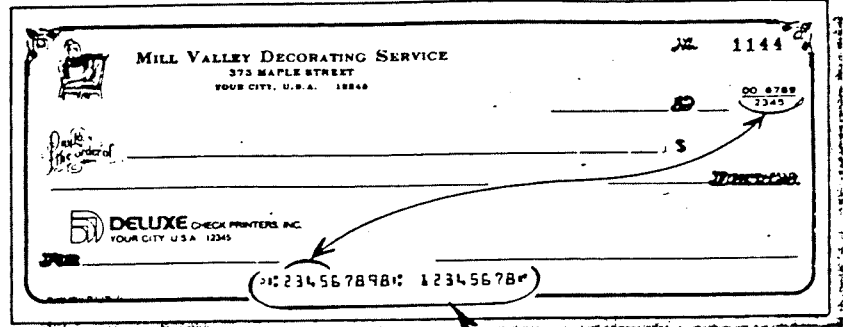 MILL VALLEY DECORATING SERVICE
373 MAPLE STREET
YOUR CITY, U.S.A. 12345
No. 1144
00 6789
2345
19
Pay to
the order of
$
DOLLARS
DELUXE CHECK PRINTERS, INC.
YOUR CITY U S A 12345
FOR
⑆234567898⑆ 12345678⑈